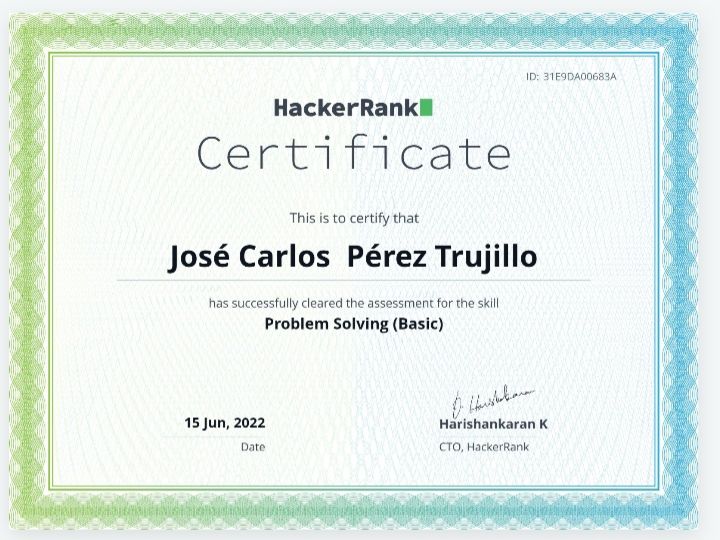 ID: 31E9DA00683A
HackerRank
Certificate
This is to certify that
José Carlos  Pérez Trujillo
has successfully cleared the assessment for the skill
Problem Solving (Basic)
15 Jun, 2022
Date
Harishankaran K
CTO, HackerRank